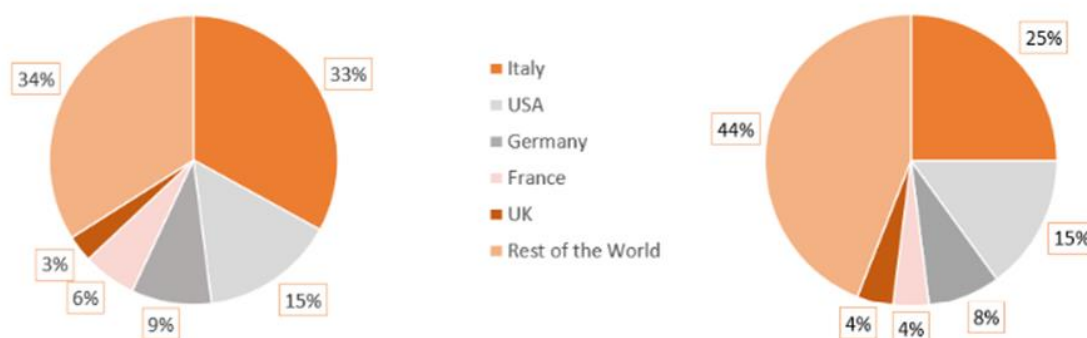 33%
15%
9%
6%
3%
34%
Italy
USA
Germany
France
UK
Rest of the World
25%
15%
8%
4%
4%
44%